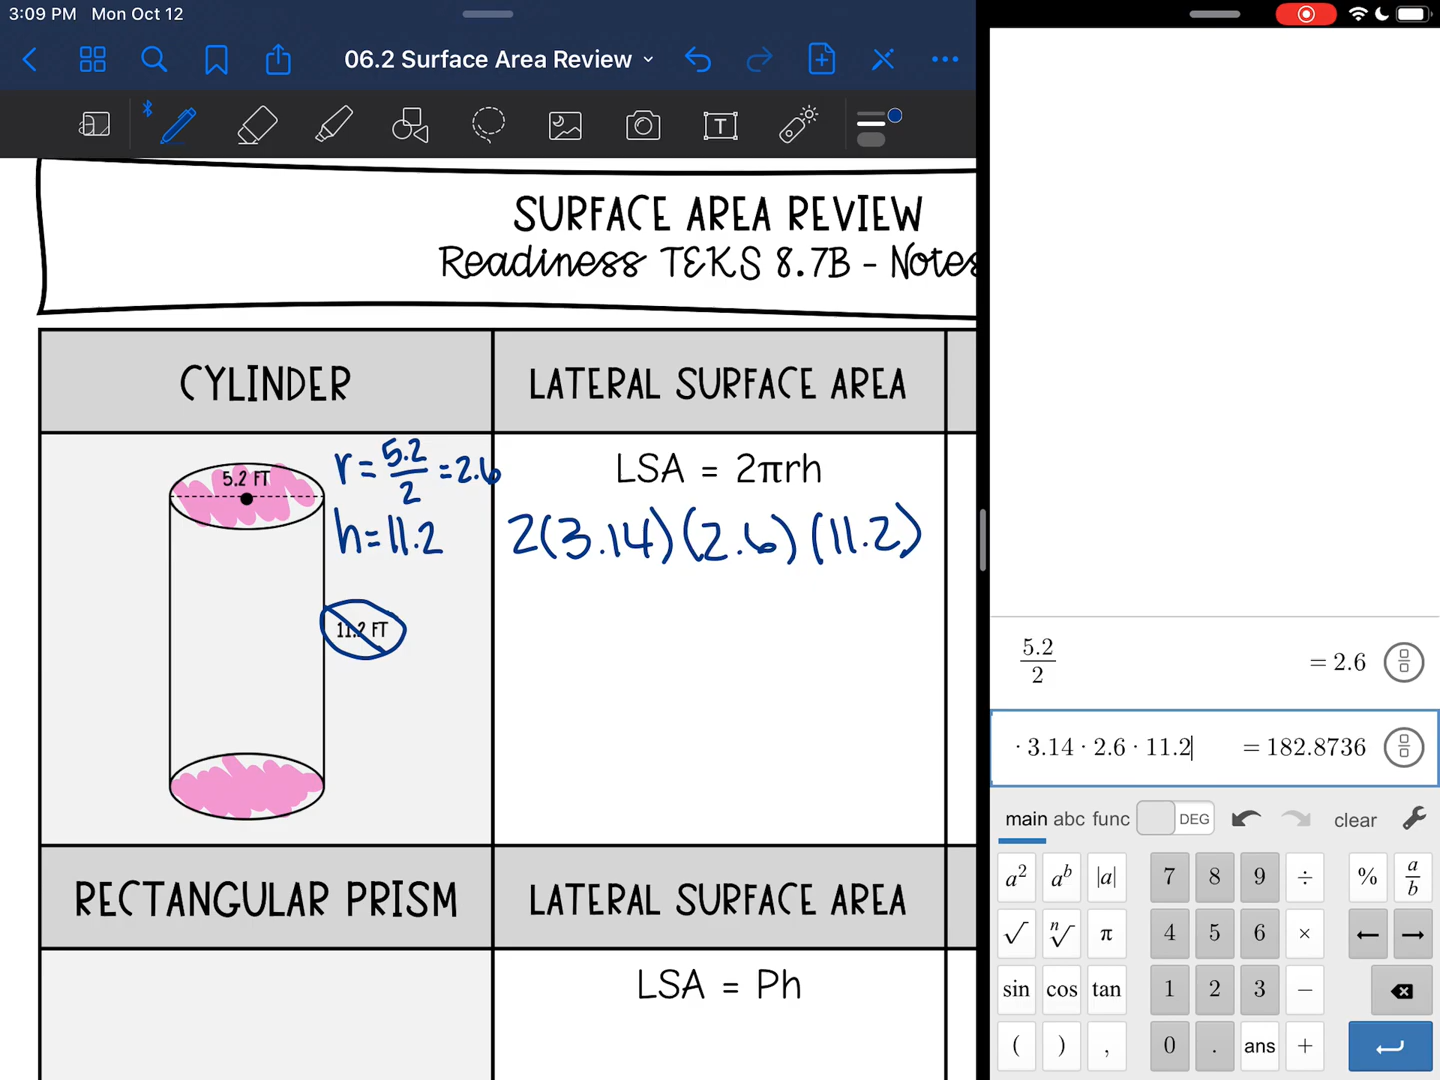 3:09 PM Mon Oct 12
06.2 Surface Area Review
SURFACE AREA REVIEW
Readiness TEKS 8.7B - Notes
CYLINDER
LATERAL SURFACE AREA
5.2 FT
r = 5.2/2 = 2.6
h = 11.2
11.2 FT
LSA = 2πrh
2(3.14)(2.6)(11.2)
RECTANGULAR PRISM
LATERAL SURFACE AREA
LSA = Ph
5.2/2 = 2.6
· 3.14 · 2.6 · 11.2 = 182.8736
main abc func DEG clear
a² aᵇ |a| 7 8 9 ÷ % a/b
√ ⁿ√ π 4 5 6 × ← →
sin cos tan 1 2 3 −
( ) , 0 . ans +